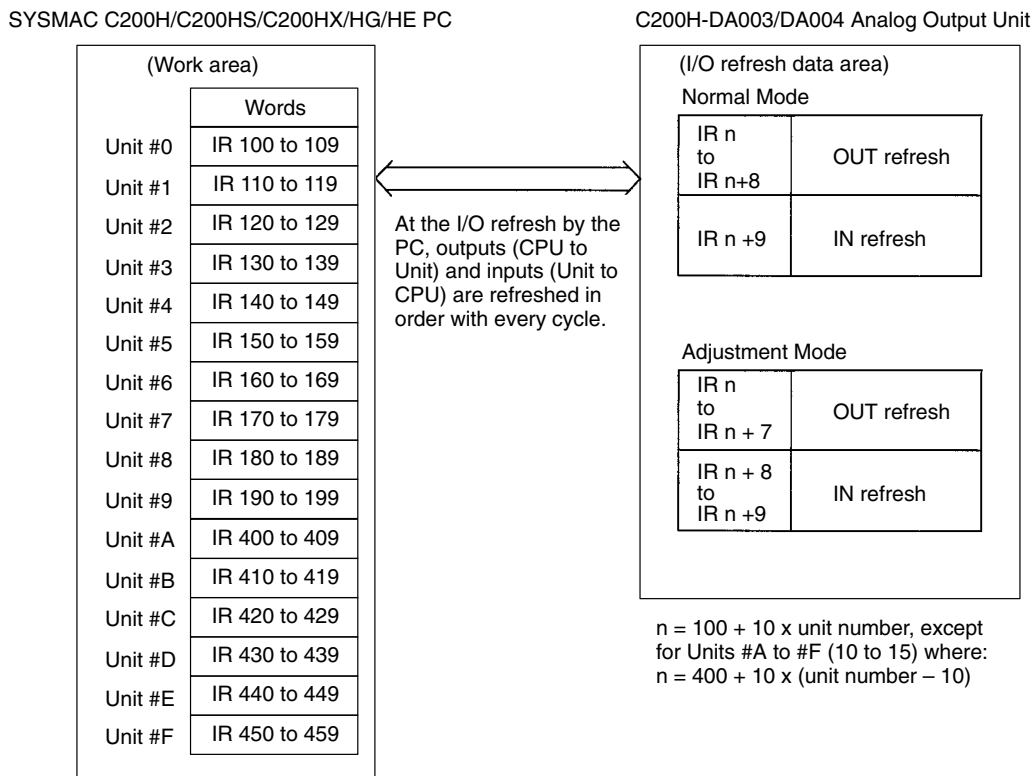 SYSMAC C200H/C200HS/C200HX/HG/HE PC
(Work area)
Words
Unit #0 IR 100 to 109
Unit #1 IR 110 to 119
Unit #2 IR 120 to 129
Unit #3 IR 130 to 139
Unit #4 IR 140 to 149
Unit #5 IR 150 to 159
Unit #6 IR 160 to 169
Unit #7 IR 170 to 179
Unit #8 IR 180 to 189
Unit #9 IR 190 to 199
Unit #A IR 400 to 409
Unit #B IR 410 to 419
Unit #C IR 420 to 429
Unit #D IR 430 to 439
Unit #E IR 440 to 449
Unit #F IR 450 to 459
At the I/O refresh by the
PC, outputs (CPU to
Unit) and inputs (Unit to
CPU) are refreshed in
order with every cycle.
C200H-DA003/DA004 Analog Output Unit
(I/O refresh data area)
Normal Mode
IR n
to
IR n+8
OUT refresh
IR n +9 IN refresh
Adjustment Mode
IR n
to
IR n + 7
OUT refresh
IR n + 8
to
IR n +9
IN refresh
n = 100 + 10 x unit number, except
for Units #A to #F (10 to 15) where:
n = 400 + 10 x (unit number – 10)